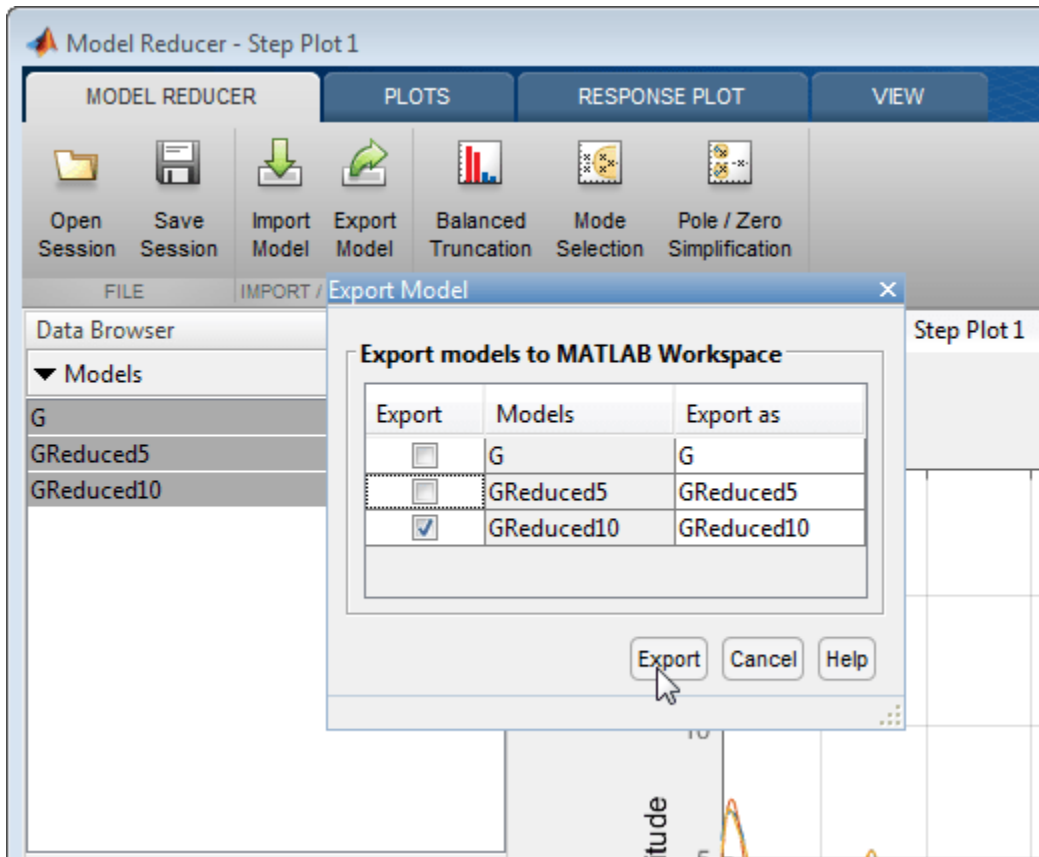 Model Reducer - Step Plot 1
MODEL REDUCER PLOTS RESPONSE PLOT VIEW
Open Session
Save Session
Import Model
Export Model
Balanced Truncation
Mode Selection
Pole / Zero Simplification
FILE IMPORT /
Export Model
Data Browser
Step Plot 1
Models
G
GReduced5
GReduced10
Export models to MATLAB Workspace
Export Models Export as
G G
GReduced5 GReduced5
GReduced10 GReduced10
Export Cancel Help
10
5